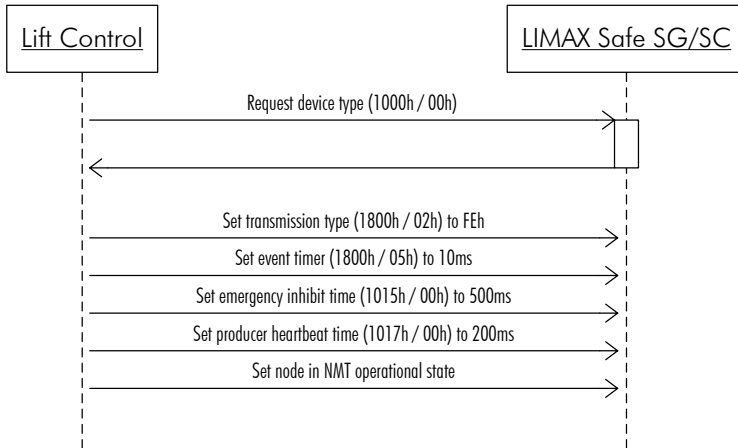 Lift Control
LIMAX Safe SG/SC
Request device type (1000h / 00h)
Set transmission type (1800h / 02h) to FEh
Set event timer (1800h / 05h) to 10ms
Set emergency inhibit time (1015h / 00h) to 500ms
Set producer heartbeat time (1017h / 00h) to 200ms
Set node in NMT operational state